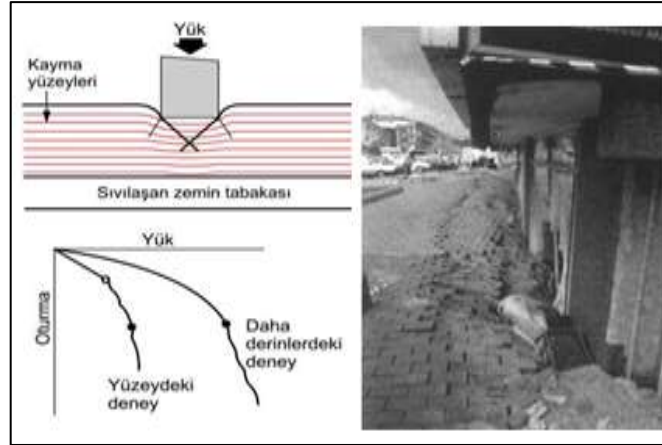 Yük
Kayma
yüzeyleri
Sıvılaşan zemin tabakası
Yük
Oturma
Daha
derinlerdeki
deney
Yüzeydeki
deney